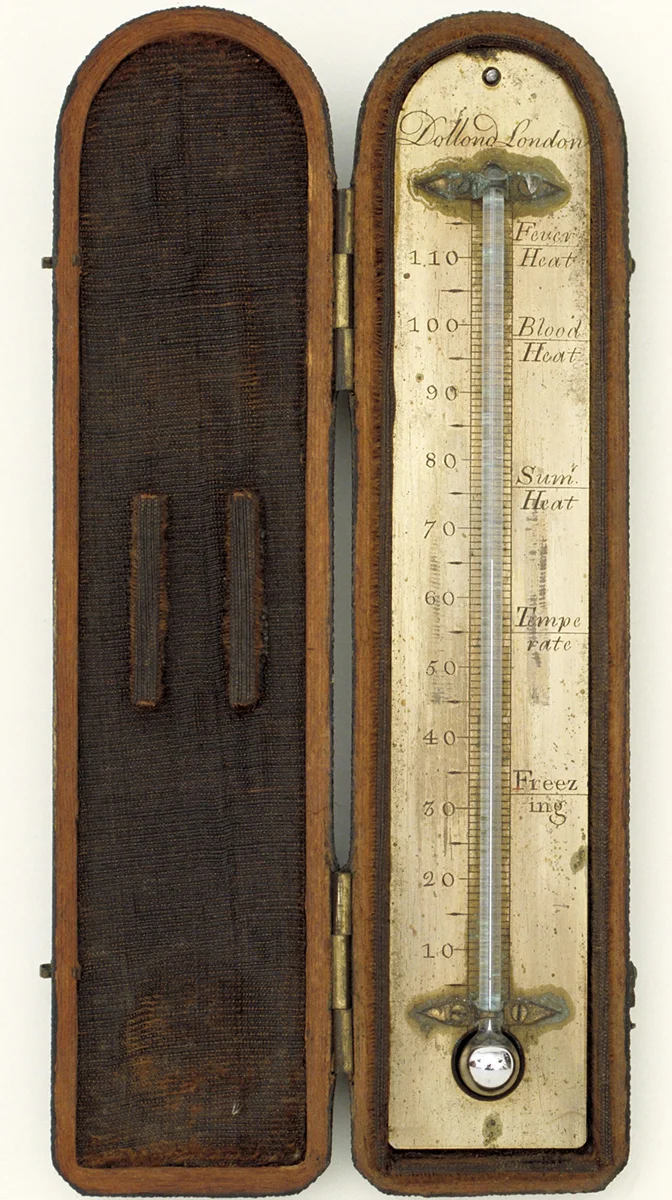 Dollond London
Fever
Heat
110
100
Blood
Heat
90
80
Sum.r
Heat
70
60
Tempe
rate
50
40
Freez
ing
30
20
10